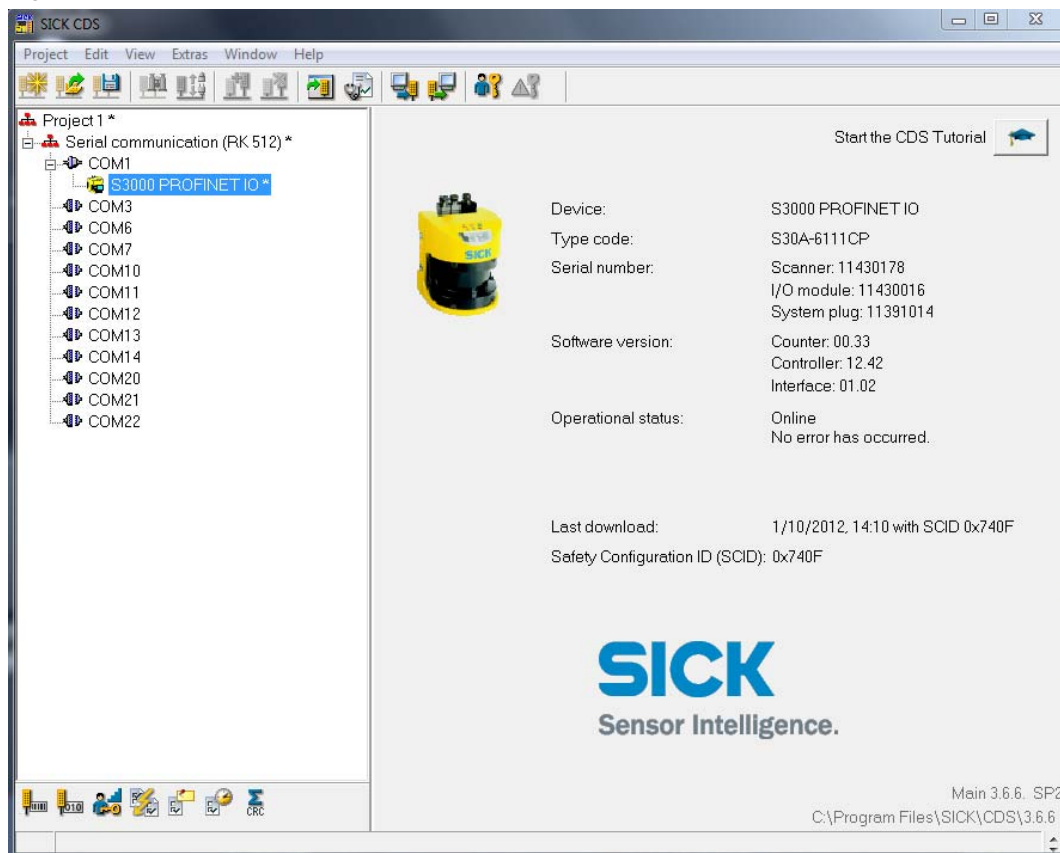 SICK CDS
Project Edit View Extras Window Help
Project 1 *
Serial communication (RK 512) *
COM1
S3000 PROFINET IO *
COM3
COM6
COM7
COM10
COM11
COM12
COM13
COM14
COM20
COM21
COM22
Start the CDS Tutorial
SICK
Device: S3000 PROFINET IO
Type code: S30A-6111CP
Serial number: Scanner: 11430178
I/O module: 11430016
System plug: 11391014
Software version: Counter: 00.33
Controller: 12.42
Interface: 01.02
Operational status: Online
No error has occurred.
Last download: 1/10/2012, 14:10 with SCID 0x740F
Safety Configuration ID (SCID): 0x740F
SICK
Sensor Intelligence.
CRC
Main 3.6.6. SP2
C:\Program Files\SICK\CDS\3.6.6